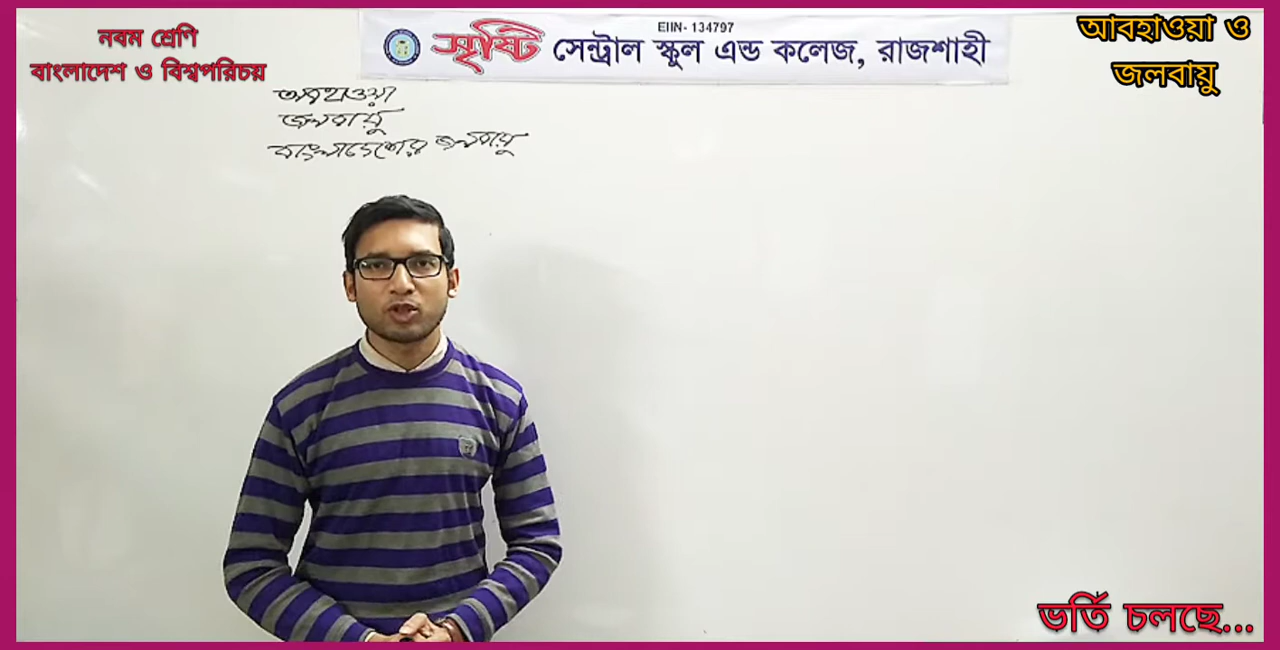 নবম শ্রেণি
বাংলাদেশ ও বিশ্বপরিচয়
EIIN- 134797
সৃষ্টি সেন্ট্রাল স্কুল এন্ড কলেজ, রাজশাহী
আবহাওয়া ও
জলবায়ু
আবহাওয়া
জলবায়ু
বাংলাদেশের জলবায়ু
ভর্তি চলছে...